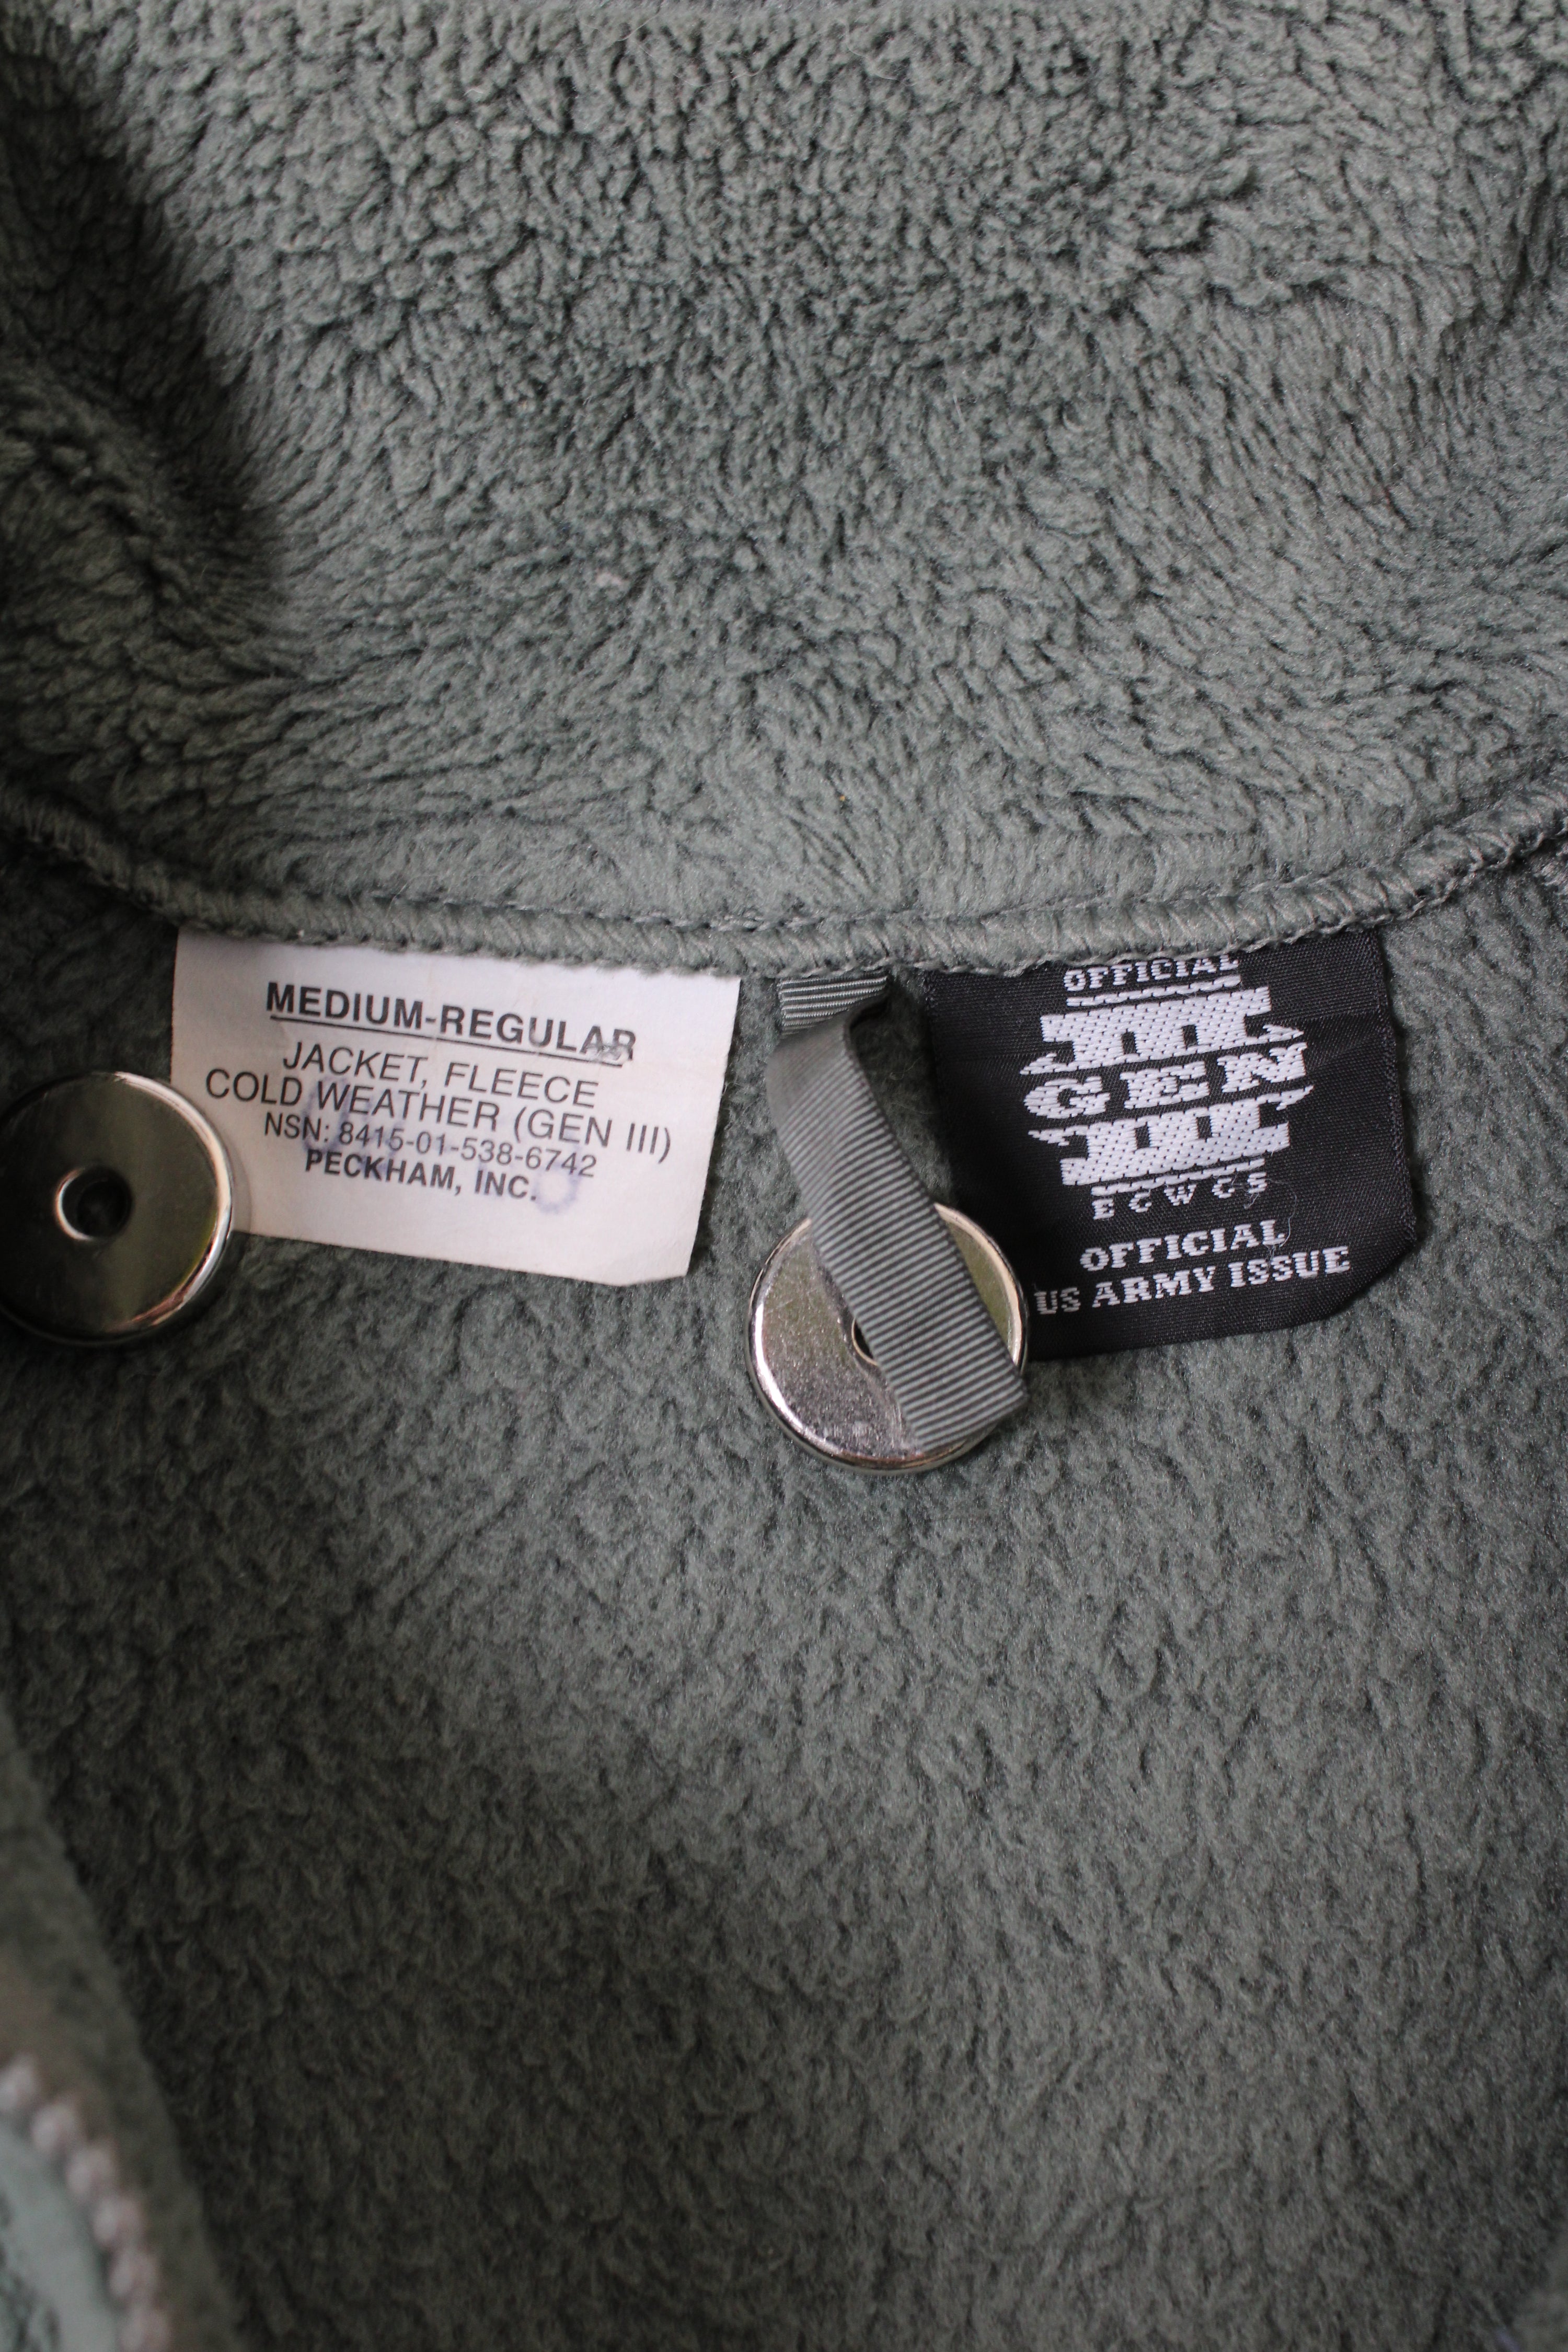 MEDIUM-REGULAR
JACKET, FLEECE
COLD WEATHER (GEN III)
NSN: 8415-01-538-6742
PECKHAM, INC.
OFFICIAL
GEN
III
ECWCS
OFFICIAL
US ARMY ISSUE